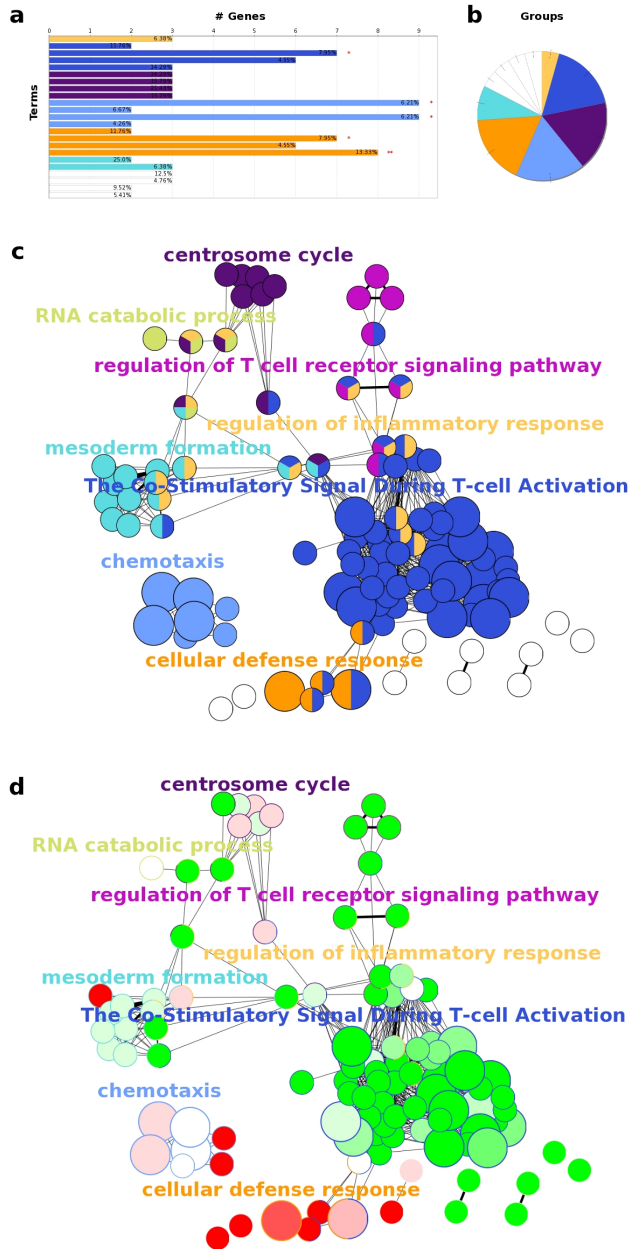 a
# Genes
0 1 2 3 4 5 6 7 8 9
Terms
6.38%
11.76%
7.95% *
4.55%
6.21% *
6.67%
6.21% *
4.26%
11.76%
7.95% *
4.55%
13.33% **
25.0%
6.38%
12.5%
4.76%
9.52%
5.41%
b
Groups
c
centrosome cycle
RNA catabolic process
regulation of T cell receptor signaling pathway
regulation of inflammatory response
mesoderm formation
The Co-Stimulatory Signal During T-cell Activation
chemotaxis
cellular defense response
d
centrosome cycle
RNA catabolic process
regulation of T cell receptor signaling pathway
regulation of inflammatory response
mesoderm formation
The Co-Stimulatory Signal During T-cell Activation
chemotaxis
cellular defense response